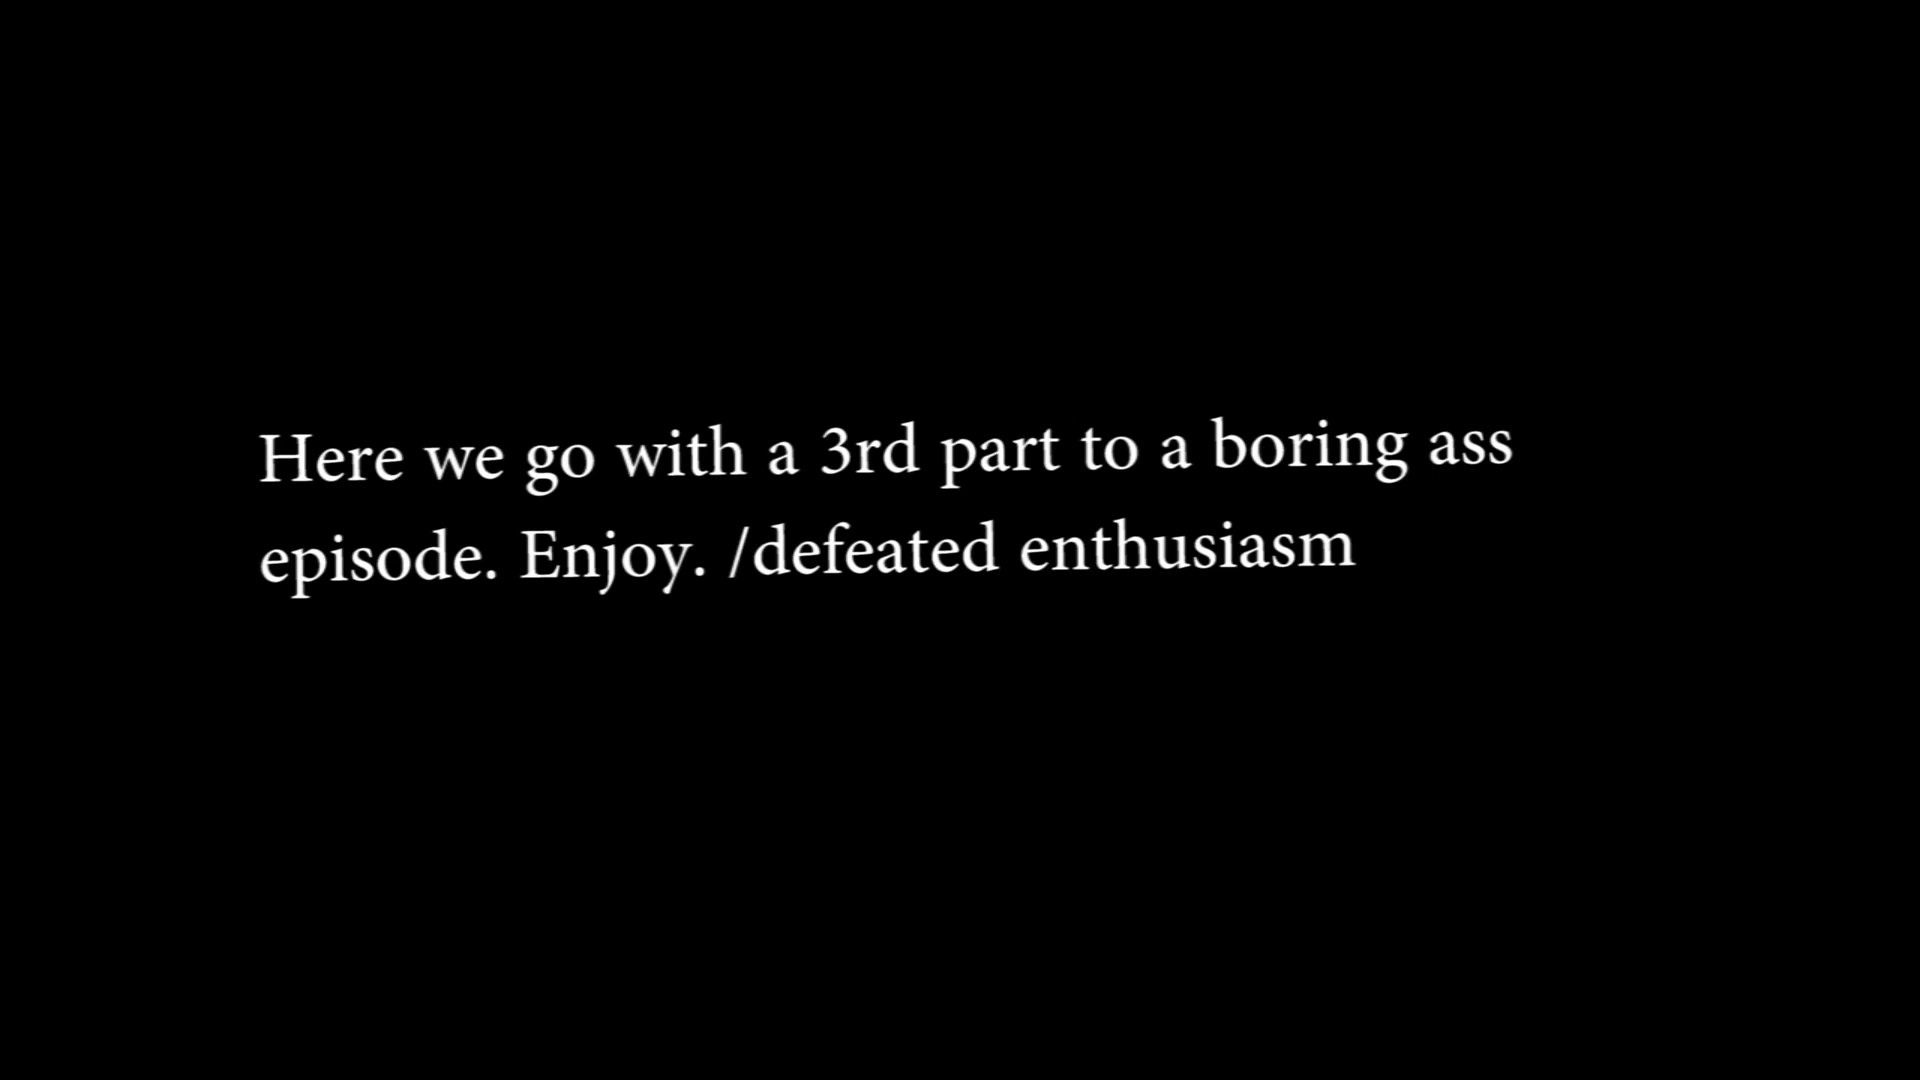 Here we go with a 3rd part to a boring ass
episode. Enjoy. /defeated enthusiasm